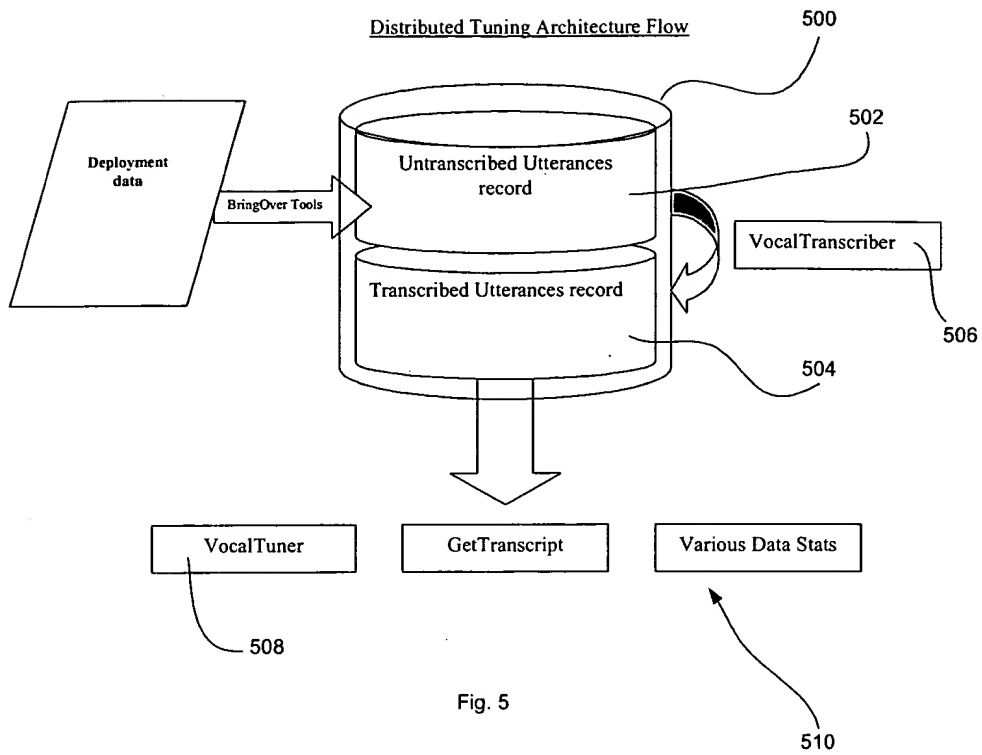 Distributed Tuning Architecture Flow
500
502
Deployment
data
Untranscribed Utterances
record
BringOver Tools
VocalTranscriber
Transcribed Utterances record
506
504
VocalTuner
GetTranscript
Various Data Stats
508
Fig. 5
510